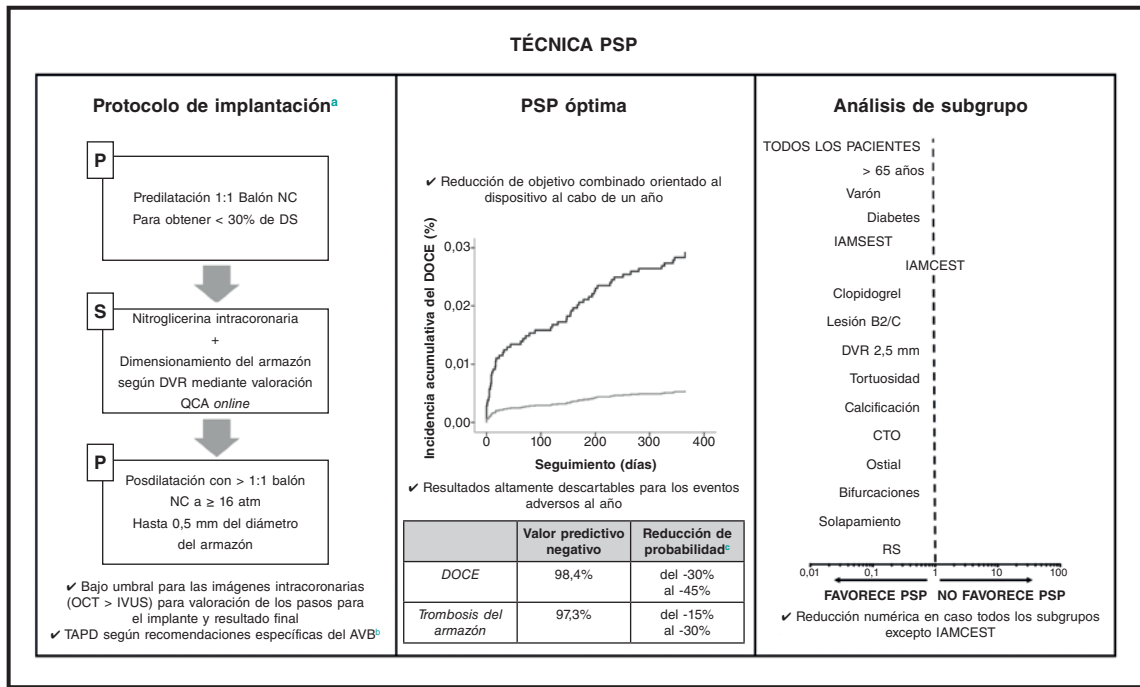 TÉCNICA PSP
Protocolo de implantaciónᵃ
P
Predilatación 1:1 Balón NC
Para obtener < 30% de DS
S
Nitroglicerina intracoronaria
+
Dimensionamiento del armazón
según DVR mediante valoración
QCA online
P
Posdilatación con > 1:1 balón
NC a ≥ 16 atm
Hasta 0,5 mm del diámetro
del armazón
✔ Bajo umbral para las imágenes intracoronarias
(OCT > IVUS) para valoración de los pasos para
el implante y resultado final
✔ TAPD según recomendaciones específicas del AVBᵇ
PSP óptima
✔ Reducción de objetivo combinado orientado al
dispositivo al cabo de un año
Incidencia acumulativa del DOCE (%)
0,03
0,02
0,01
0,00
0 100 200 300 400
Seguimiento (días)
✔ Resultados altamente descartables para los eventos
adversos al año
Valor predictivo
negativo
Reducción de
probabilidadᶜ
DOCE
98,4%
del -30%
al -45%
Trombosis del
armazón
97,3%
del -15%
al -30%
Análisis de subgrupo
TODOS LOS PACIENTES
> 65 años
Varón
Diabetes
IAMSEST
IAMCEST
Clopidogrel
Lesión B2/C
DVR 2,5 mm
Tortuosidad
Calcificación
CTO
Ostial
Bifurcaciones
Solapamiento
RS
0,01 0,1 1 10 100
FAVORECE PSP NO FAVORECE PSP
✔ Reducción numérica en caso todos los subgrupos
excepto IAMCEST